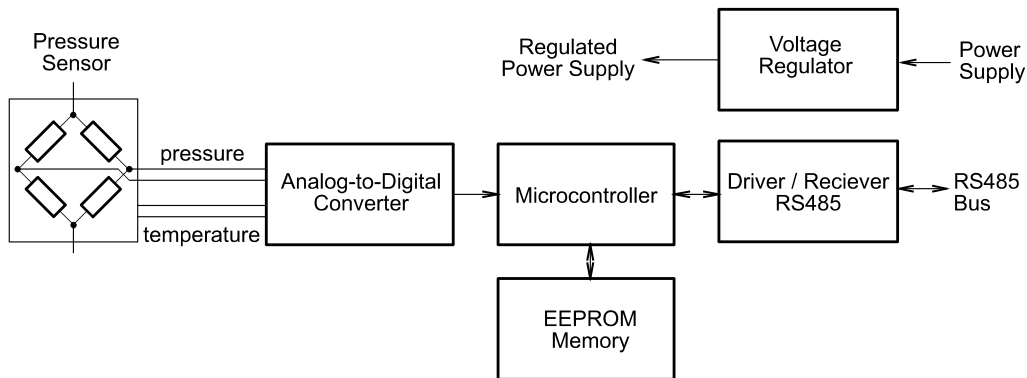 Pressure
Sensor
pressure
temperature
Analog-to-Digital
Converter
Microcontroller
EEPROM
Memory
Driver / Reciever
RS485
RS485
Bus
Regulated
Power Supply
Voltage
Regulator
Power
Supply